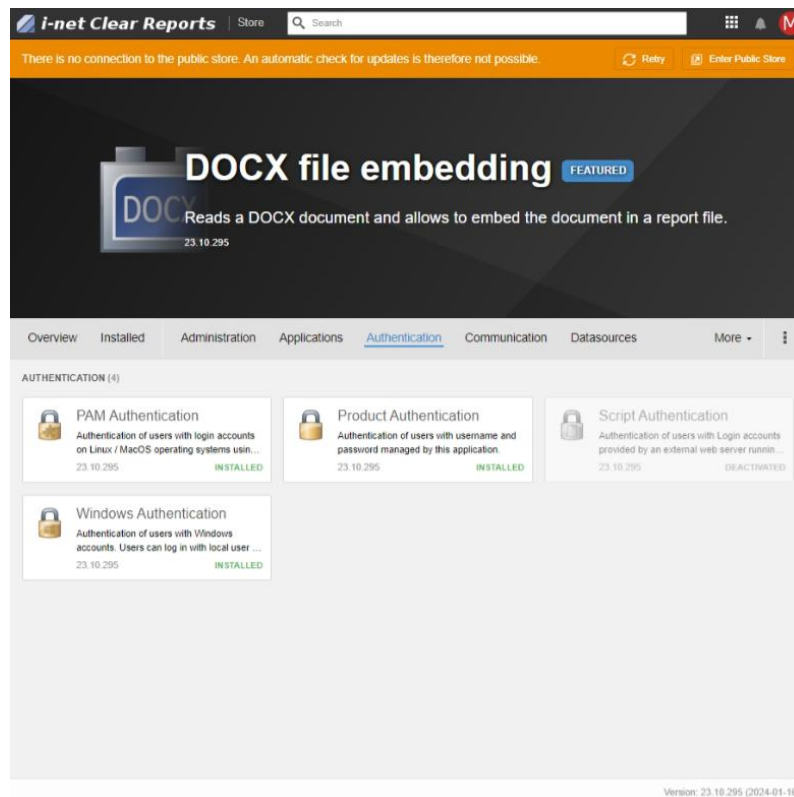 i-net Clear Reports
Store
Search
M
There is no connection to the public store. An automatic check for updates is therefore not possible.
Retry
Enter Public Store
DOCX
DOCX file embedding
FEATURED
Reads a DOCX document and allows to embed the document in a report file.
23.10.295
Overview
Installed
Administration
Applications
Authentication
Communication
Datasources
More
AUTHENTICATION (4)
PAM Authentication
Authentication of users with login accounts
on Linux / MacOS operating systems usin...
23.10.295
INSTALLED
Product Authentication
Authentication of users with username and
password managed by this application.
23.10.295
INSTALLED
Script Authentication
Authentication of users with Login accounts
provided by an external web server runnin...
23.10.295
DEACTIVATED
Windows Authentication
Authentication of users with Windows
accounts. Users can log in with local user ...
23.10.295
INSTALLED
Version: 23.10.295 (2024-01-16